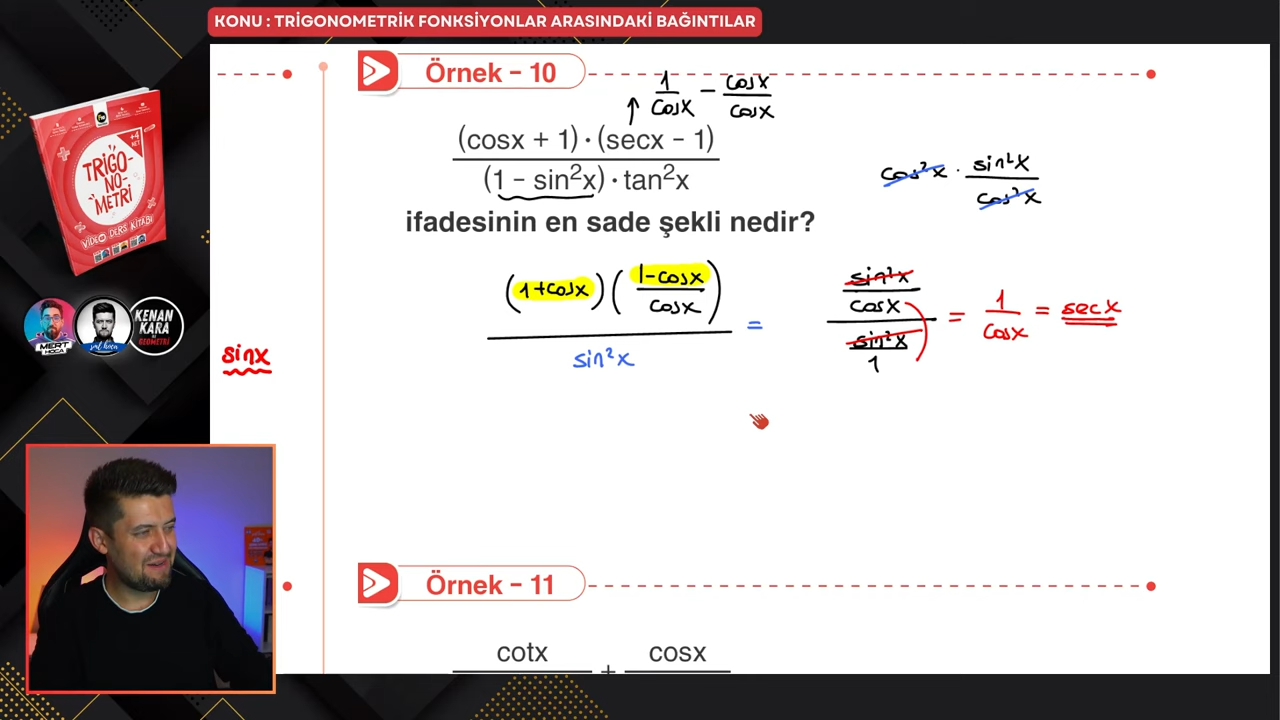 KONU : TRİGONOMETRİK FONKSİYONLAR ARASINDAKİ BAĞINTILAR
Örnek – 10
1/cosx – cosx/cosx
(cosx + 1) · (secx – 1)
(1 – sin²x) · tan²x
cos²x · sin²x/cos²x
ifadesinin en sade şekli nedir?
(1+cosx)(1-cosx/cosx)
sin²x
=
sin²x
cosx
sin²x
1
= 1/cosx = secx
sinx
+4 NET
TRİGO-
NO-
METRİ
VİDEO DERS KİTABI
MERT
HOCA
KENAN
KARA
GEOMETRİ
Örnek – 11
cotx + cosx